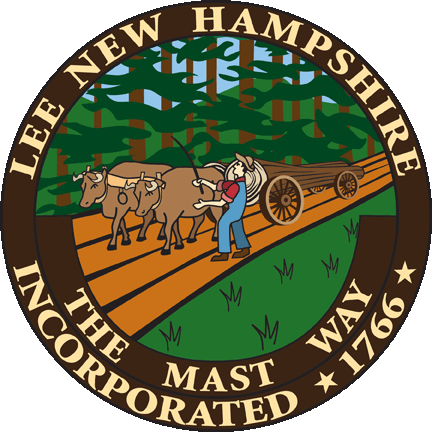 LEE NEW HAMPSHIRE
THE MAST WAY
INCORPORATED ★ 1766 ★